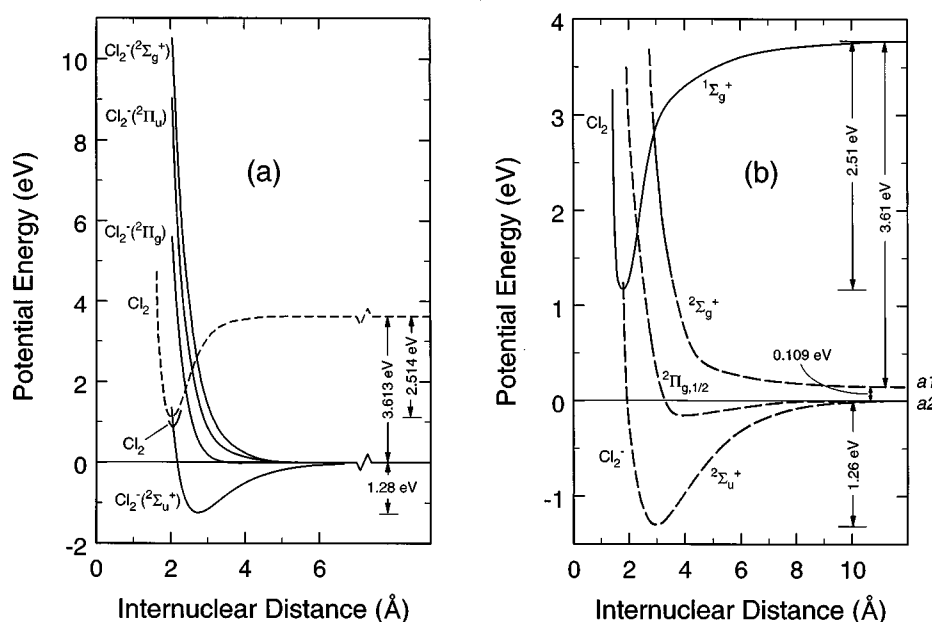 Potential Energy (eV)
10
8
6
4
2
0
-2
0
2
4
6
Internuclear Distance (Å)
(a)
Cl₂⁻(²Σg⁺)
Cl₂⁻(²Πu)
Cl₂⁻(²Πg)
Cl₂
Cl₂
Cl₂⁻(²Σu⁺)
3.613 eV
2.514 eV
1.28 eV
Potential Energy (eV)
4
3
2
1
0
-1
0
2
4
6
8
10
Internuclear Distance (Å)
(b)
Cl₂
¹Σg⁺
2.51 eV
3.61 eV
²Σg⁺
0.109 eV
²Πg,1/2
a1
a2
Cl₂⁻
²Σu⁺
1.26 eV